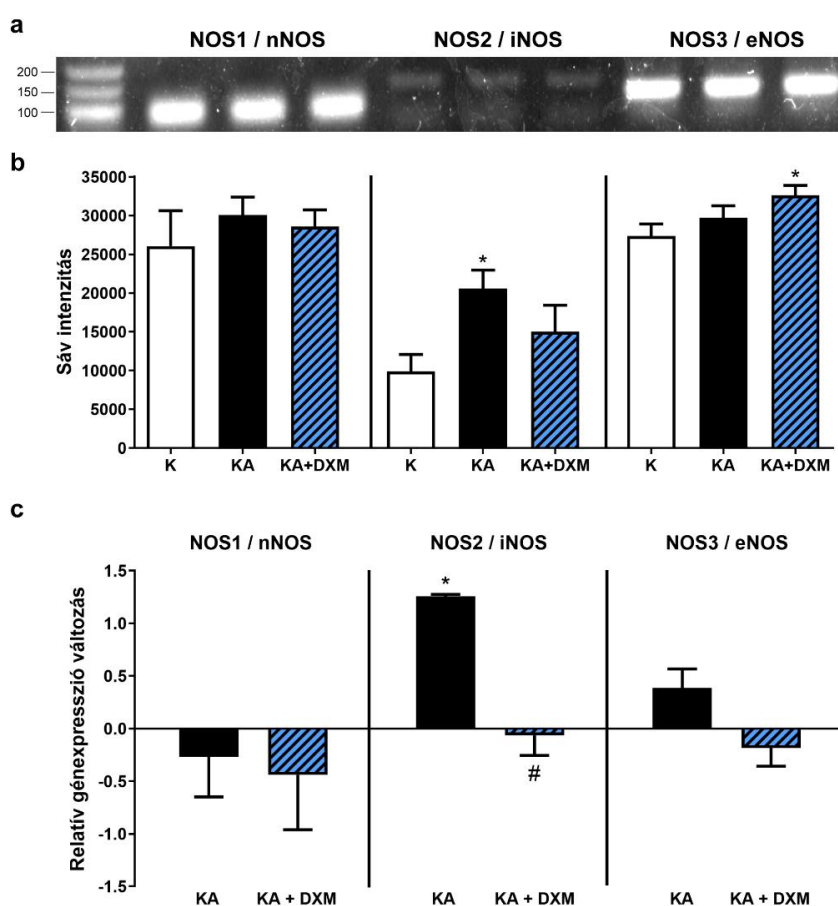 a
NOS1 / nNOS NOS2 / iNOS NOS3 / eNOS
200
150
100
b
Sáv intenzitás
35000
30000
25000
20000
15000
10000
5000
0
*
*
K KA KA+DXM K KA KA+DXM K KA KA+DXM
c
NOS1 / nNOS NOS2 / iNOS NOS3 / eNOS
Relatív génexpresszió változás
1.5
1.0
0.5
0.0
-0.5
-1.0
-1.5
*
#
KA KA + DXM KA KA + DXM KA KA + DXM